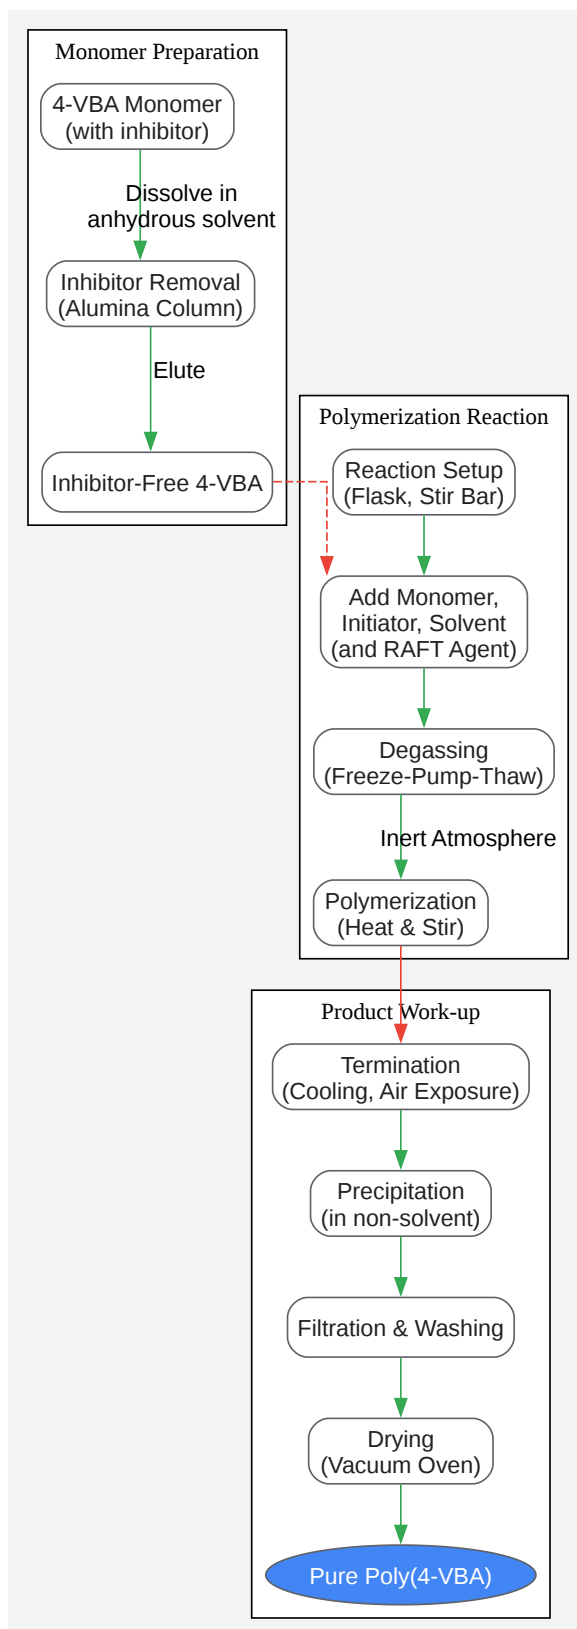 Monomer Preparation
4-VBA Monomer
(with inhibitor)
Dissolve in
anhydrous solvent
Inhibitor Removal
(Alumina Column)
Elute
Inhibitor-Free 4-VBA
Polymerization Reaction
Reaction Setup
(Flask, Stir Bar)
Add Monomer,
Initiator, Solvent
(and RAFT Agent)
Degassing
(Freeze-Pump-Thaw)
Inert Atmosphere
Polymerization
(Heat & Stir)
Product Work-up
Termination
(Cooling, Air Exposure)
Precipitation
(in non-solvent)
Filtration & Washing
Drying
(Vacuum Oven)
Pure Poly(4-VBA)